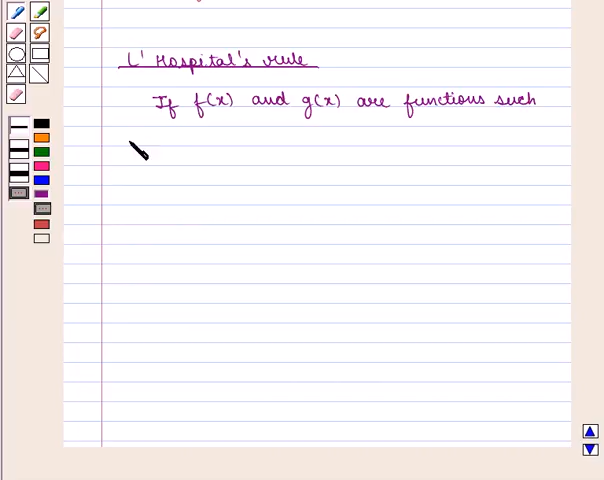 L' Hospital's rule
If f(x) and g(x) are functions such